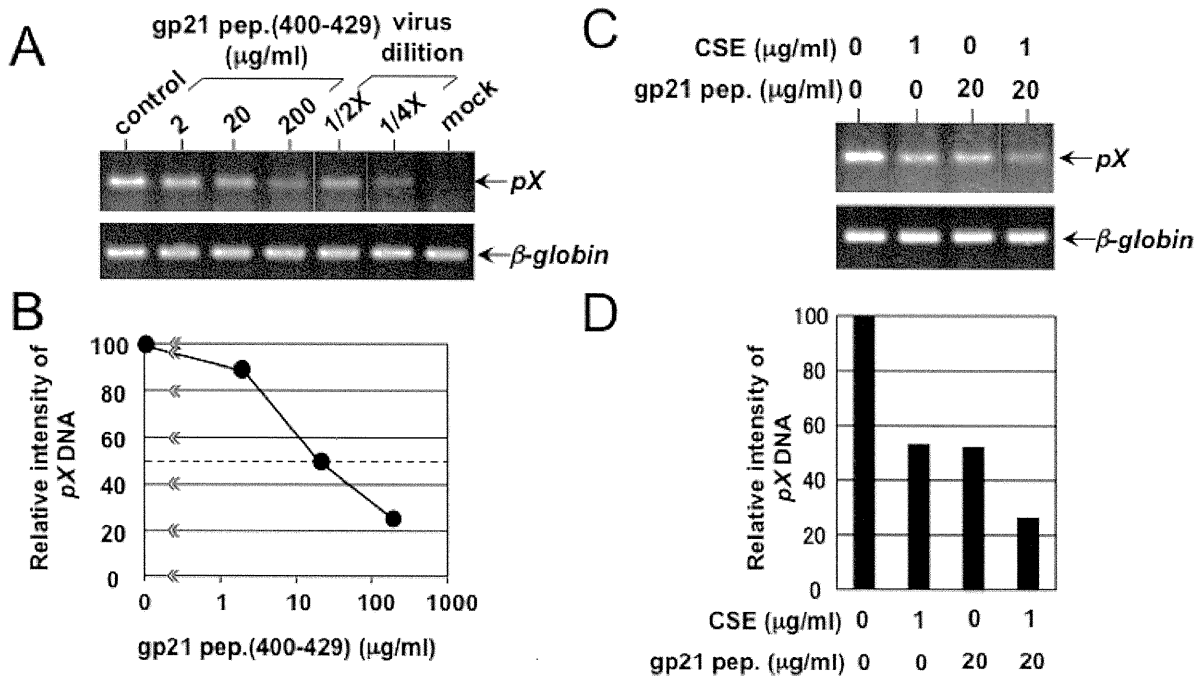 A
gp21 pep.(400-429)
(μg/ml)
virus
dilition
control
2
20
200
1/2X
1/4X
mock
pX
β-globin
B
Relative intensity of
pX DNA
100
80
60
40
20
0
0 1 10 100 1000
gp21 pep.(400-429) (μg/ml)
C
CSE (μg/ml) 0 1 0 1
gp21 pep. (μg/ml) 0 0 20 20
pX
β-globin
D
Relative intensity of
pX DNA
100
80
60
40
20
0
CSE (μg/ml) 0 1 0 1
gp21 pep. (μg/ml) 0 0 20 20